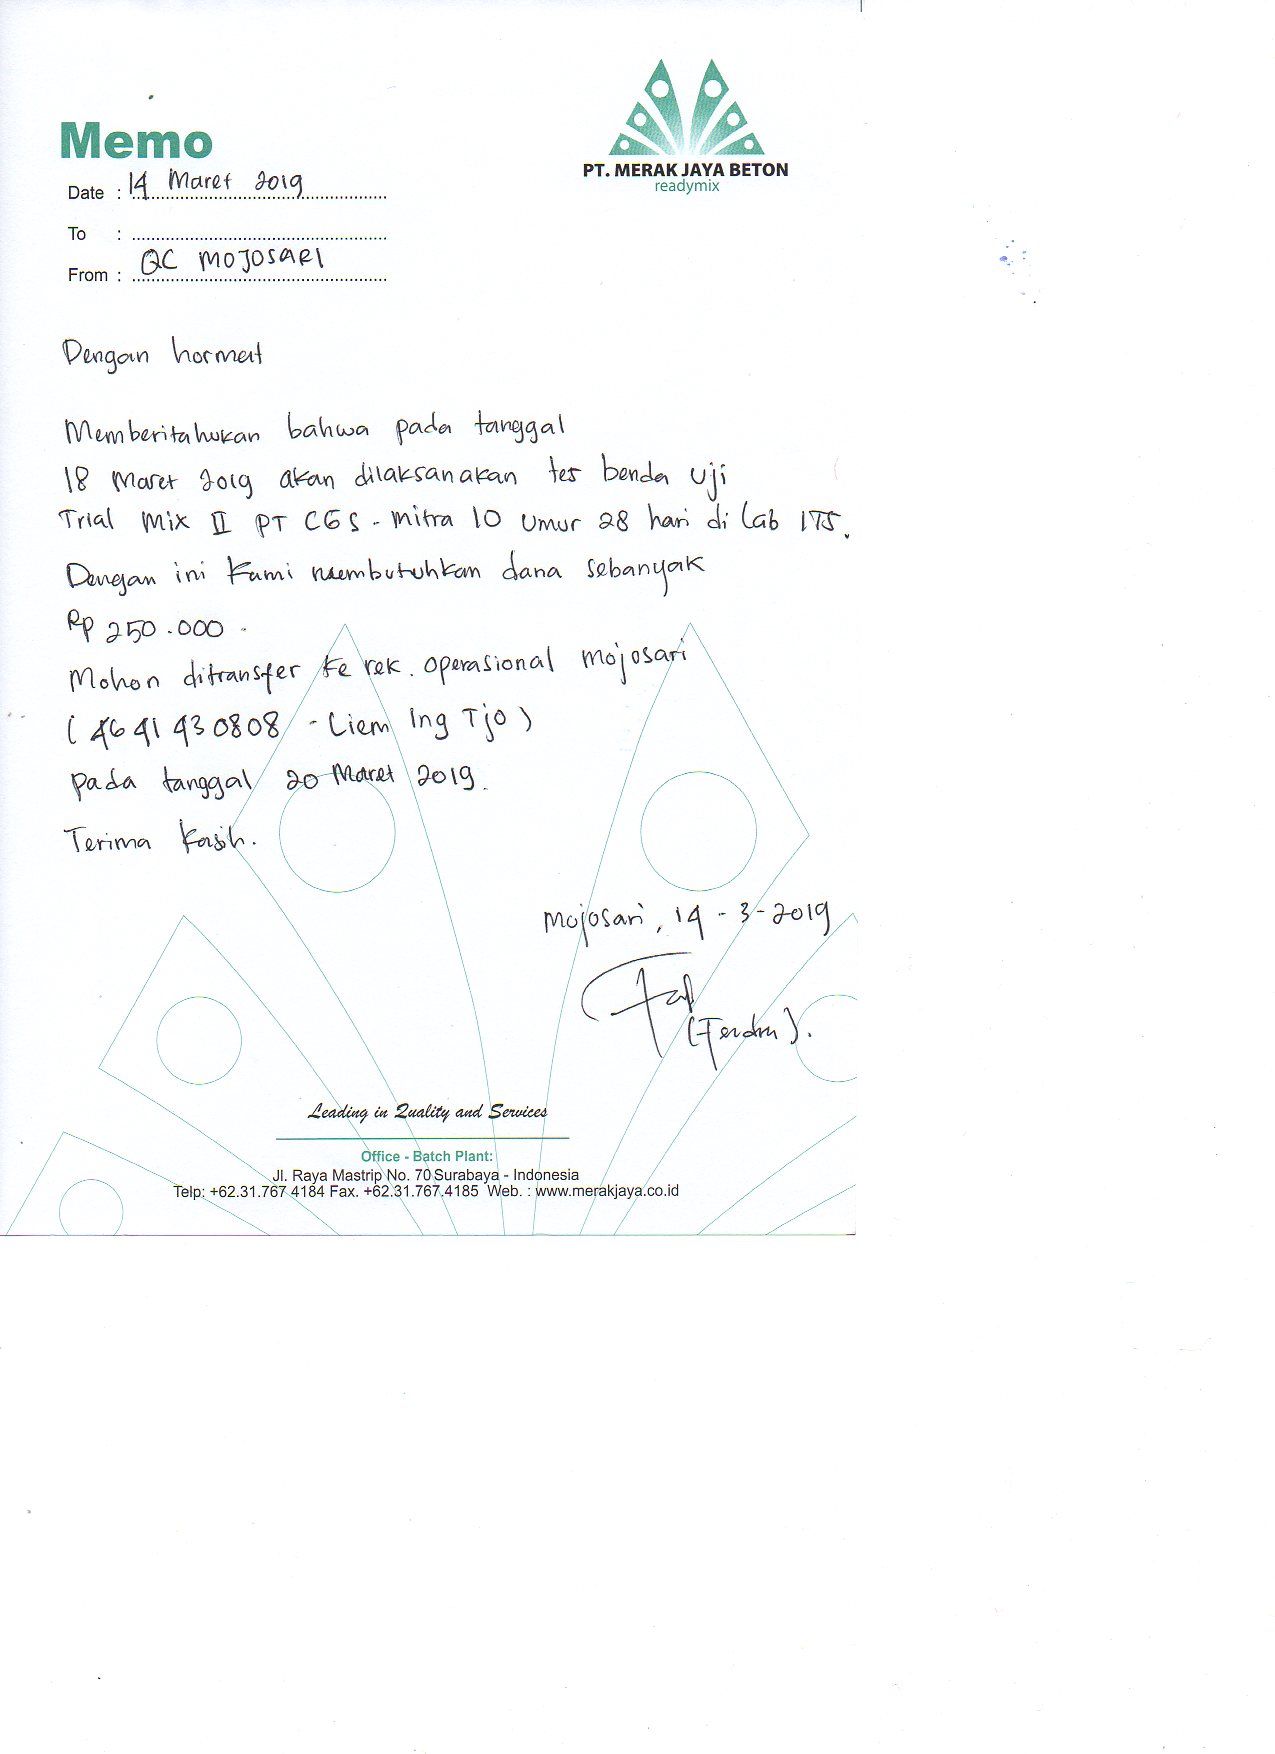 Memo
PT. MERAK JAYA BETON
readymix
Date : 14 Maret 2019
To :
From : QC MOJOSARI
Dengan hormat
Memberitahukan bahwa pada tanggal
18 Maret 2019 akan dilaksanakan tes benda uji
Trial Mix II PT CGS - Mitra 10 Umur 28 hari di Lab ITS.
Dengan ini Kami membutuhkan dana sebanyak
Rp 250.000 -
Mohon ditransfer ke rek. operasional mojosari
( 4641430808 - Liem Ing Tjo )
pada tanggal 20 Maret 2019.
Terima Kasih.
Mojosari, 14 - 3 - 2019
Leading in Quality and Services
Office - Batch Plant:
Jl. Raya Mastrip No. 70 Surabaya - Indonesia
Telp: +62.31.767 4184 Fax. +62.31.767.4185 Web. : www.merakjaya.co.id